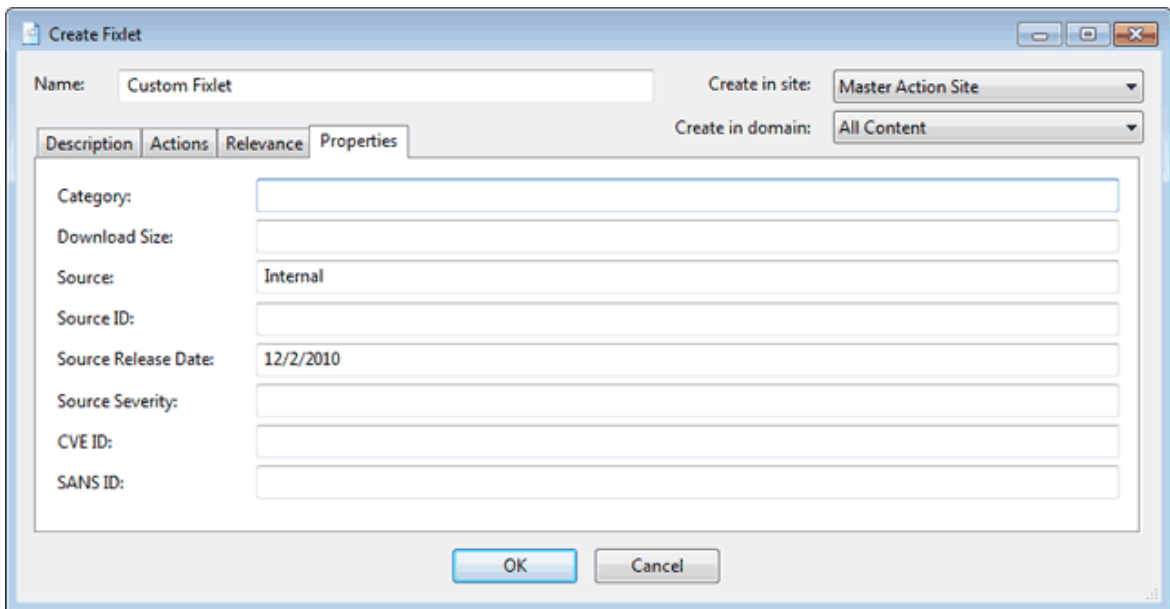 Create Fixlet
Name: Custom Fixlet Create in site: Master Action Site
Create in domain: All Content
Description Actions Relevance Properties
Category:
Download Size:
Source: Internal
Source ID:
Source Release Date: 12/2/2010
Source Severity:
CVE ID:
SANS ID:
OK Cancel